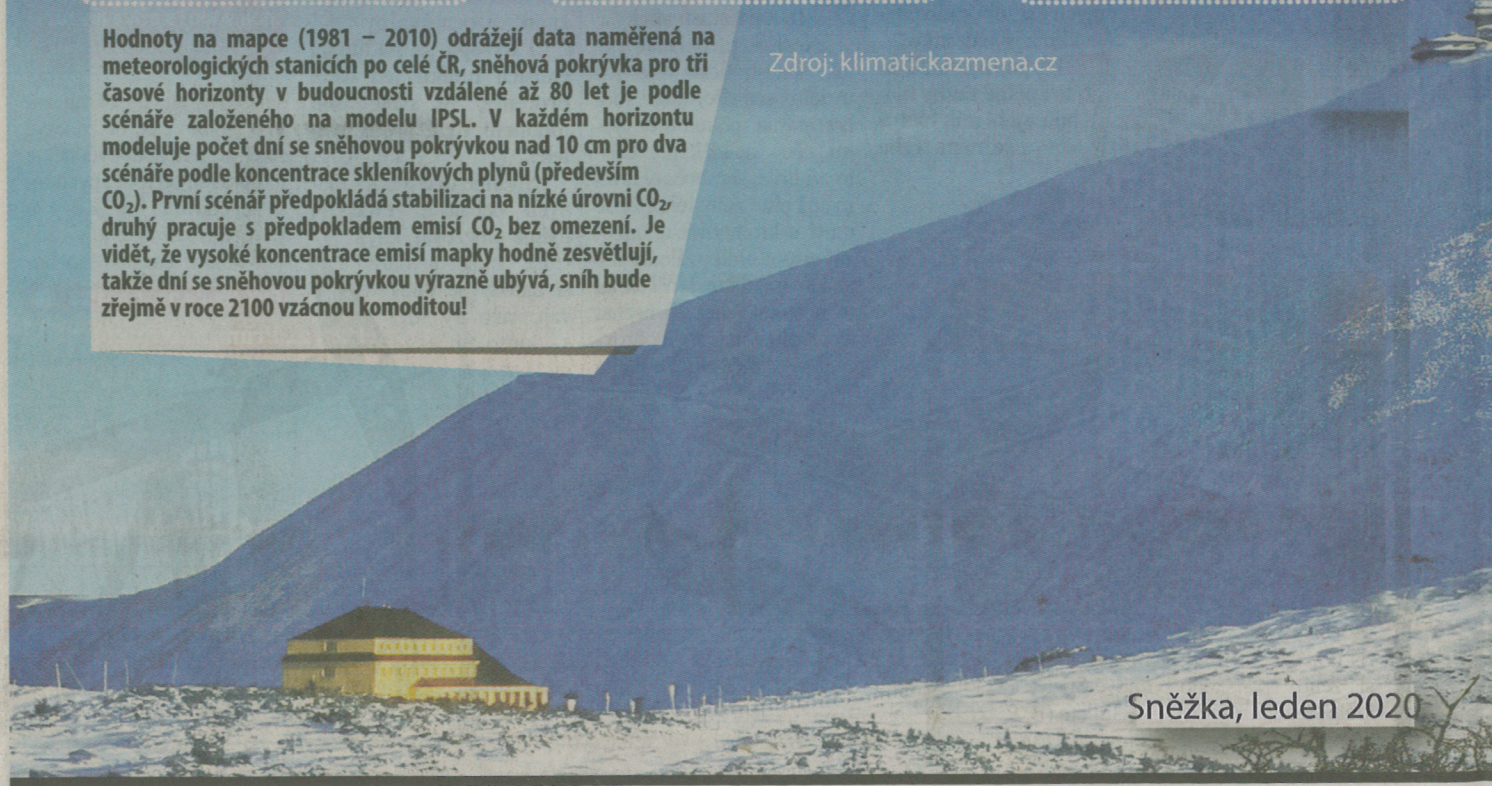 Hodnoty na mapce (1981 – 2010) odrážejí data naměřená na
meteorologických stanicích po celé ČR, sněhová pokrývka pro tři
časové horizonty v budoucnosti vzdálené až 80 let je podle
scénáře založeného na modelu IPSL. V každém horizontu
modeluje počet dní se sněhovou pokrývkou nad 10 cm pro dva
scénáře podle koncentrace skleníkových plynů (především
CO₂). První scénář předpokládá stabilizaci na nízké úrovni CO₂,
druhý pracuje s předpokladem emisí CO₂ bez omezení. Je
vidět, že vysoké koncentrace emisí mapky hodně zesvětlují,
takže dní se sněhovou pokrývkou výrazně ubývá, sníh bude
zřejmě v roce 2100 vzácnou komoditou!
Zdroj: klimatickazmena.cz
Sněžka, leden 2020